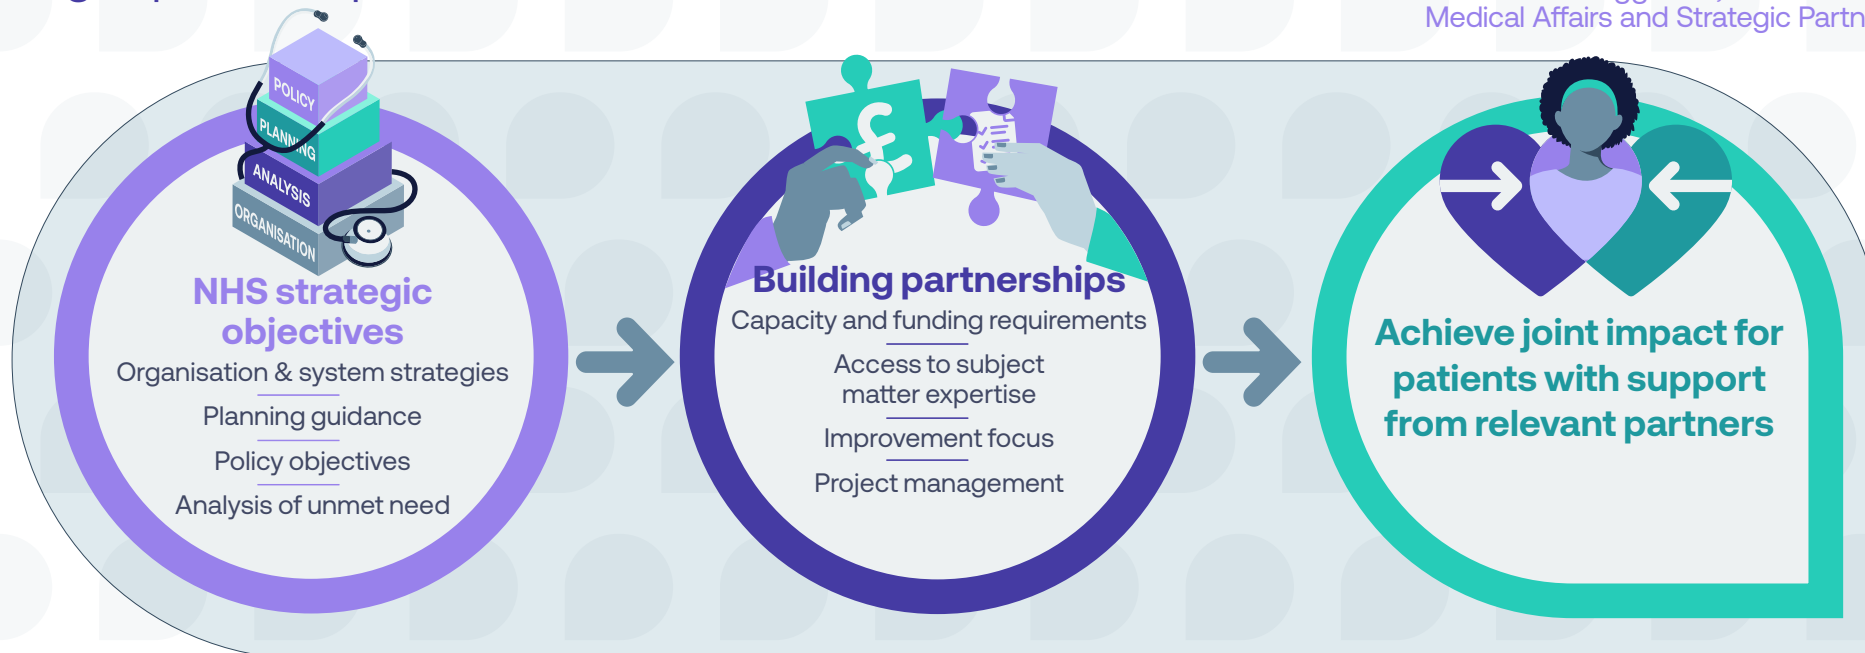 Medical Affairs and Strategic Partn
POLICY
PLANNING
ANALYSIS
ORGANISATION
NHS strategic
objectives
Organisation & system strategies
Planning guidance
Policy objectives
Analysis of unmet need
£
Building partnerships
Capacity and funding requirements
Access to subject
matter expertise
Improvement focus
Project management
Achieve joint impact for
patients with support
from relevant partners